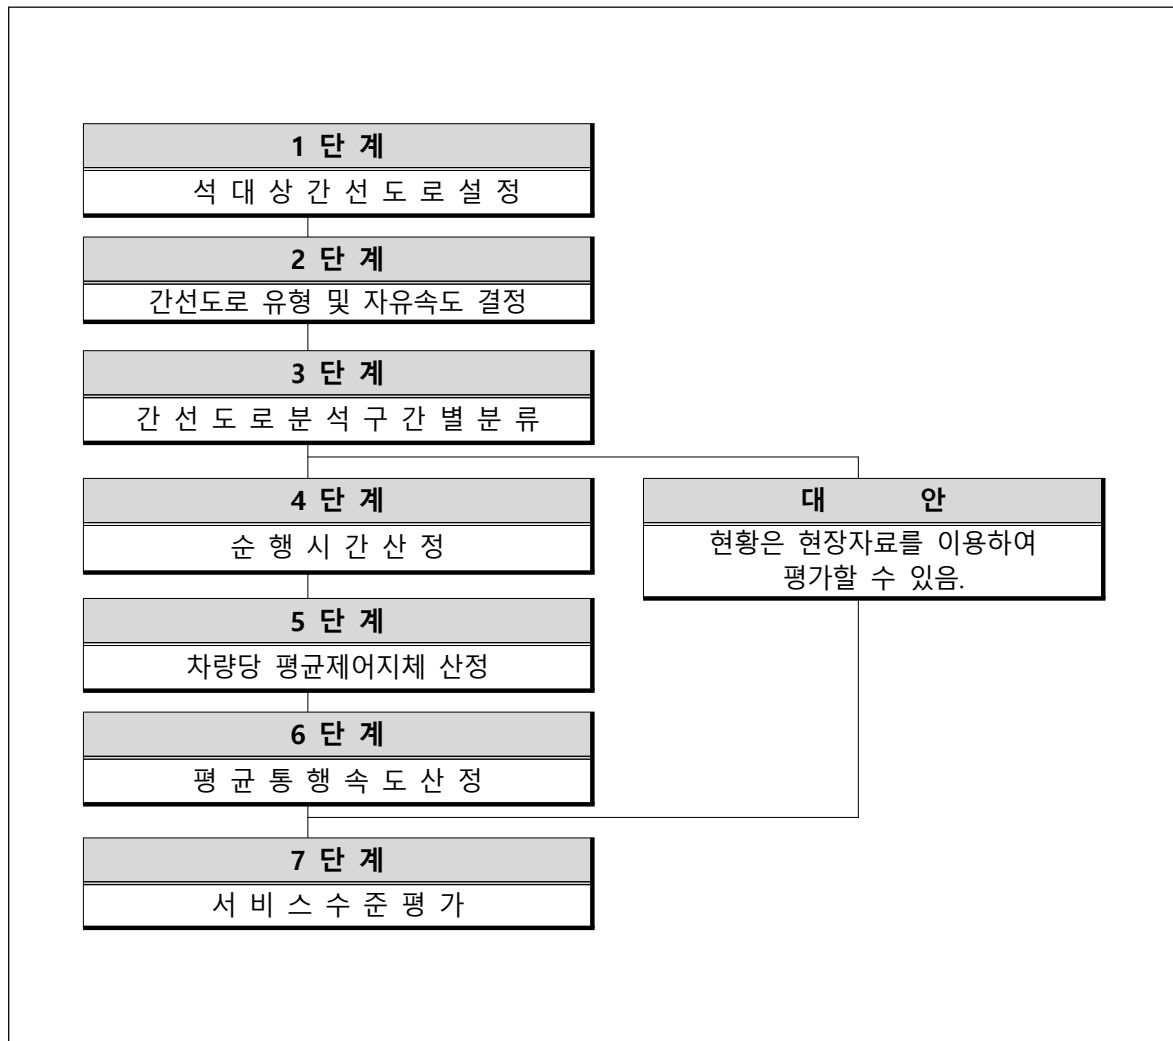 1 단 계
석 대 상 간 선 도 로 설 정
2 단 계
간선도로 유형 및 자유속도 결정
3 단 계
간 선 도 로 분 석 구 간 별 분 류
4 단 계
순 행 시 간 산 정
대 안
현황은 현장자료를 이용하여
평가할 수 있음.
5 단 계
차량당 평균제어지체 산정
6 단 계
평 균 통 행 속 도 산 정
7 단 계
서 비 스 수 준 평 가